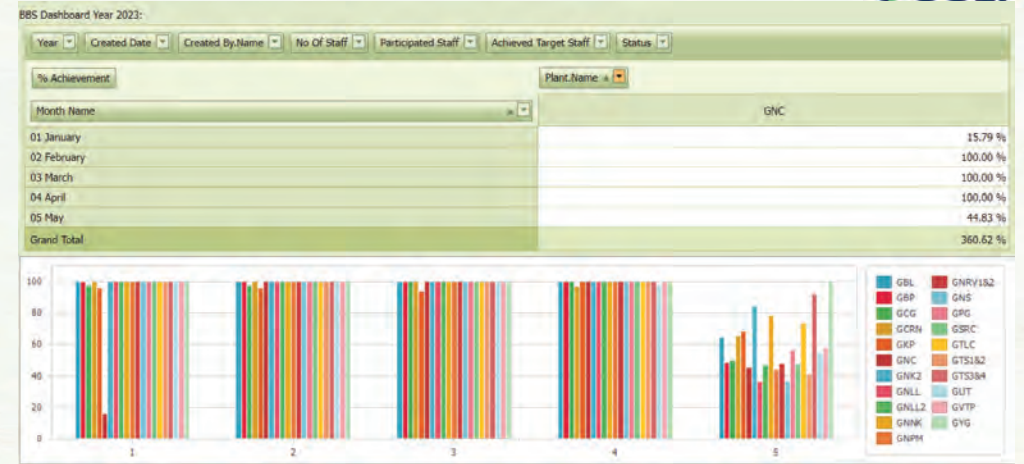 BBS Dashboard Year 2023:
Year Created Date Created By.Name No Of Staff Participated Staff Achieved Target Staff Status
% Achievement Plant.Name
Month Name GNC
01 January 15.79 %
02 February 100.00 %
03 March 100.00 %
04 April 100.00 %
05 May 44.83 %
Grand Total 360.62 %
100
80
60
40
20
0
1 2 3 4 5
GBL GNRV1&2
GBP GNS
GCG GPG
GCRN GSRC
GKP GTLC
GNC GTS1&2
GNK2 GTS3&4
GNLL GUT
GNLL2 GVTP
GNNK GYG
GNPM